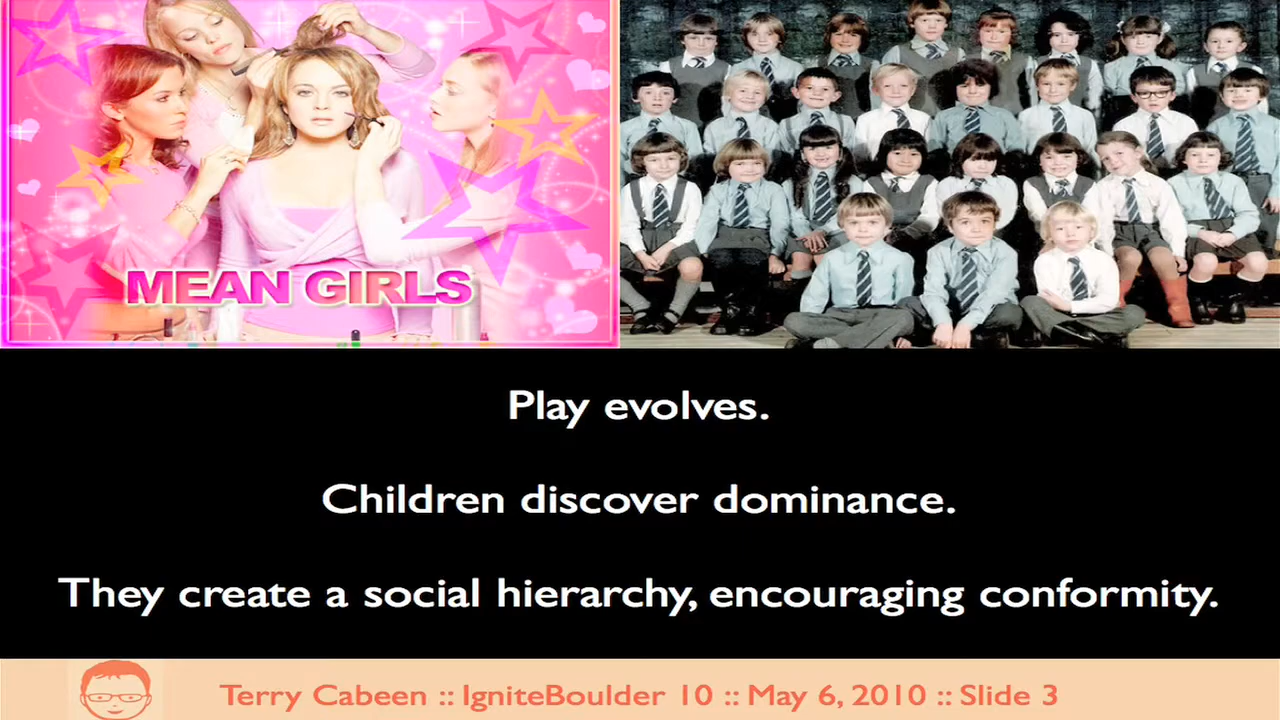 MEAN GIRLS
Play evolves.
Children discover dominance.
They create a social hierarchy, encouraging conformity.
Terry Cabeen :: IgniteBoulder 10 :: May 6, 2010 :: Slide 3